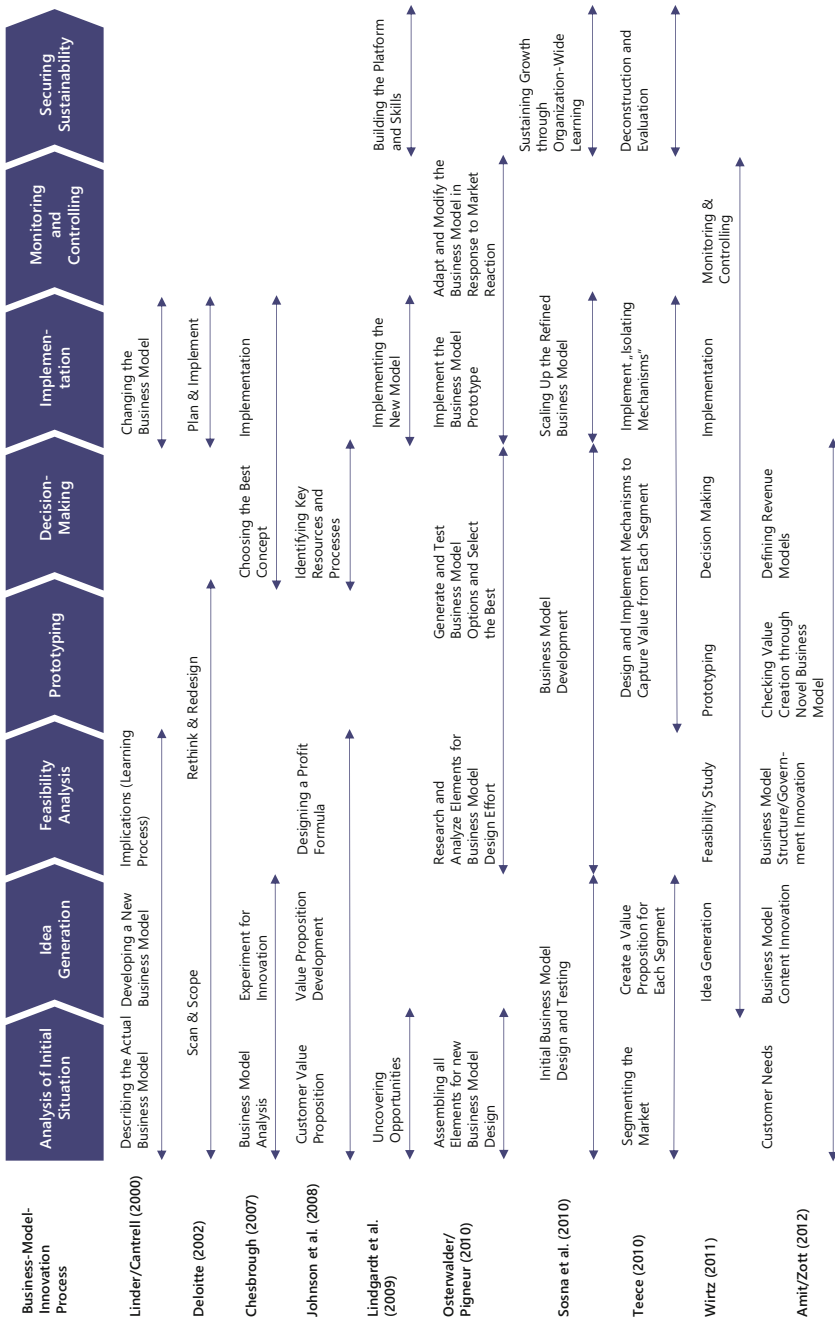 Business-Model-
Innovation
Process
Analysis of Initial
Situation
Idea
Generation
Feasibility
Analysis
Prototyping
Decision-
Making
Implemen-
tation
Monitoring
and
Controlling
Securing
Sustainability
Linder/Cantrell (2000)
Describing the Actual
Business Model
Developing a New
Business Model
Implications (Learning
Process)
Changing the
Business Model
Deloitte (2002)
Scan & Scope
Rethink & Redesign
Plan & Implement
Chesbrough (2007)
Business Model
Analysis
Experiment for
Innovation
Choosing the Best
Concept
Implementation
Johnson et al. (2008)
Customer Value
Proposition
Value Proposition
Development
Designing a Profit
Formula
Identifying Key
Resources and
Processes
Lindgardt et al.
(2009)
Uncovering
Opportunities
Implementing the
New Model
Building the Platform
and Skills
Osterwalder/
Pigneur (2010)
Assembling all
Elements for new
Business Model
Design
Research and
Analyze Elements for
Business Model
Design Effort
Generate and Test
Business Model
Options and Select
the Best
Implement the
Business Model
Prototype
Adapt and Modify the
Business Model in
Response to Market
Reaction
Sosna et al. (2010)
Initial Business Model
Design and Testing
Business Model
Development
Scaling Up the Refined
Business Model
Sustaining Growth
through
Organization-Wide
Learning
Teece (2010)
Segmenting the
Market
Create a Value
Proposition for
Each Segment
Design and Implement Mechanisms to
Capture Value from Each Segment
Implement „Isolating
Mechanisms“
Deconstruction and
Evaluation
Wirtz (2011)
Idea Generation
Feasibility Study
Prototyping
Decision Making
Implementation
Monitoring &
Controlling
Amit/Zott (2012)
Customer Needs
Business Model
Content Innovation
Business Model
Structure/Govern-
ment Innovation
Checking Value
Creation through
Novel Business
Model
Defining Revenue
Models